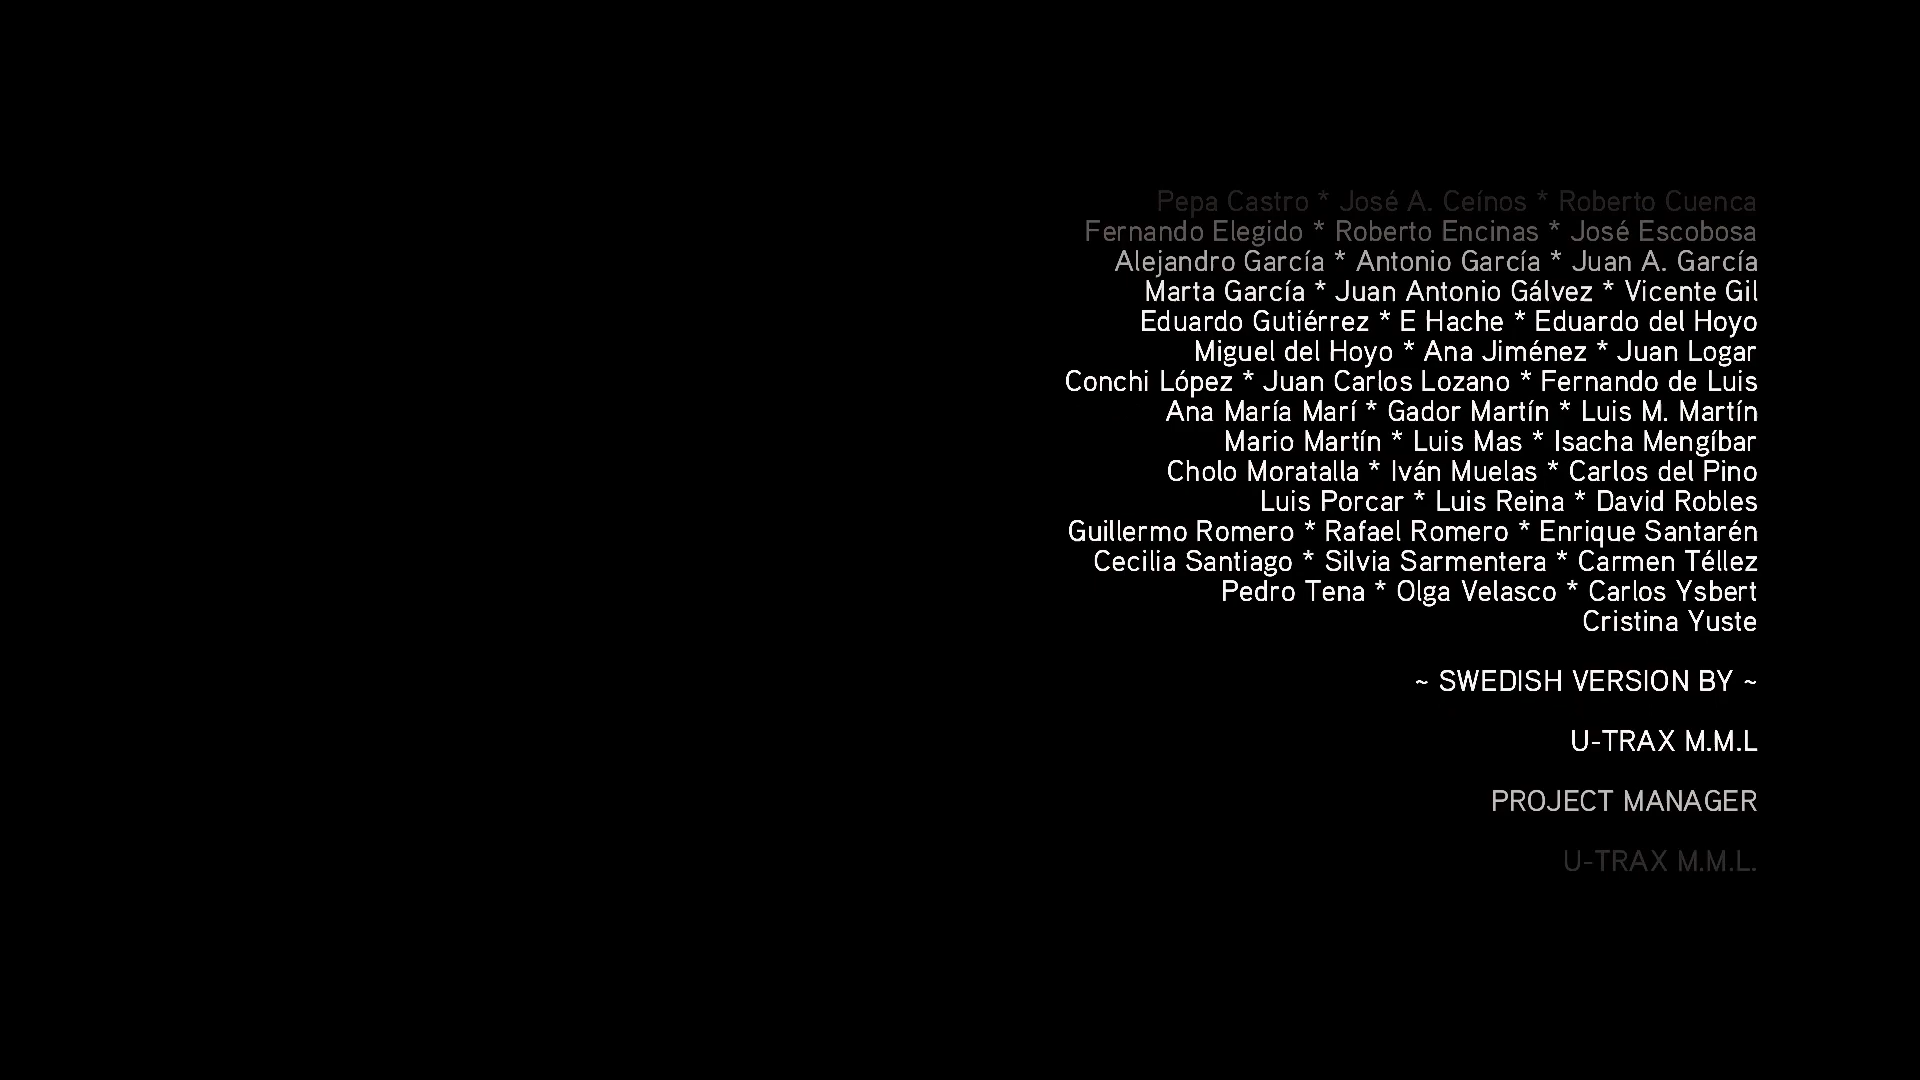 Pepa Castro * José A. Ceínos * Roberto Cuenca
Fernando Elegido * Roberto Encinas * José Escobosa
Alejandro García * Antonio García * Juan A. García
Marta García * Juan Antonio Gálvez * Vicente Gil
Eduardo Gutiérrez * E Hache * Eduardo del Hoyo
Miguel del Hoyo * Ana Jiménez * Juan Logar
Conchi López * Juan Carlos Lozano * Fernando de Luis
Ana María Marí * Gador Martín * Luis M. Martín
Mario Martín * Luis Mas * Isacha Mengíbar
Cholo Moratalla * Iván Muelas * Carlos del Pino
Luis Porcar * Luis Reina * David Robles
Guillermo Romero * Rafael Romero * Enrique Santarén
Cecilia Santiago * Silvia Sarmentera * Carmen Téllez
Pedro Tena * Olga Velasco * Carlos Ysbert
Cristina Yuste
~ SWEDISH VERSION BY ~
U-TRAX M.M.L
PROJECT MANAGER
U-TRAX M.M.L.